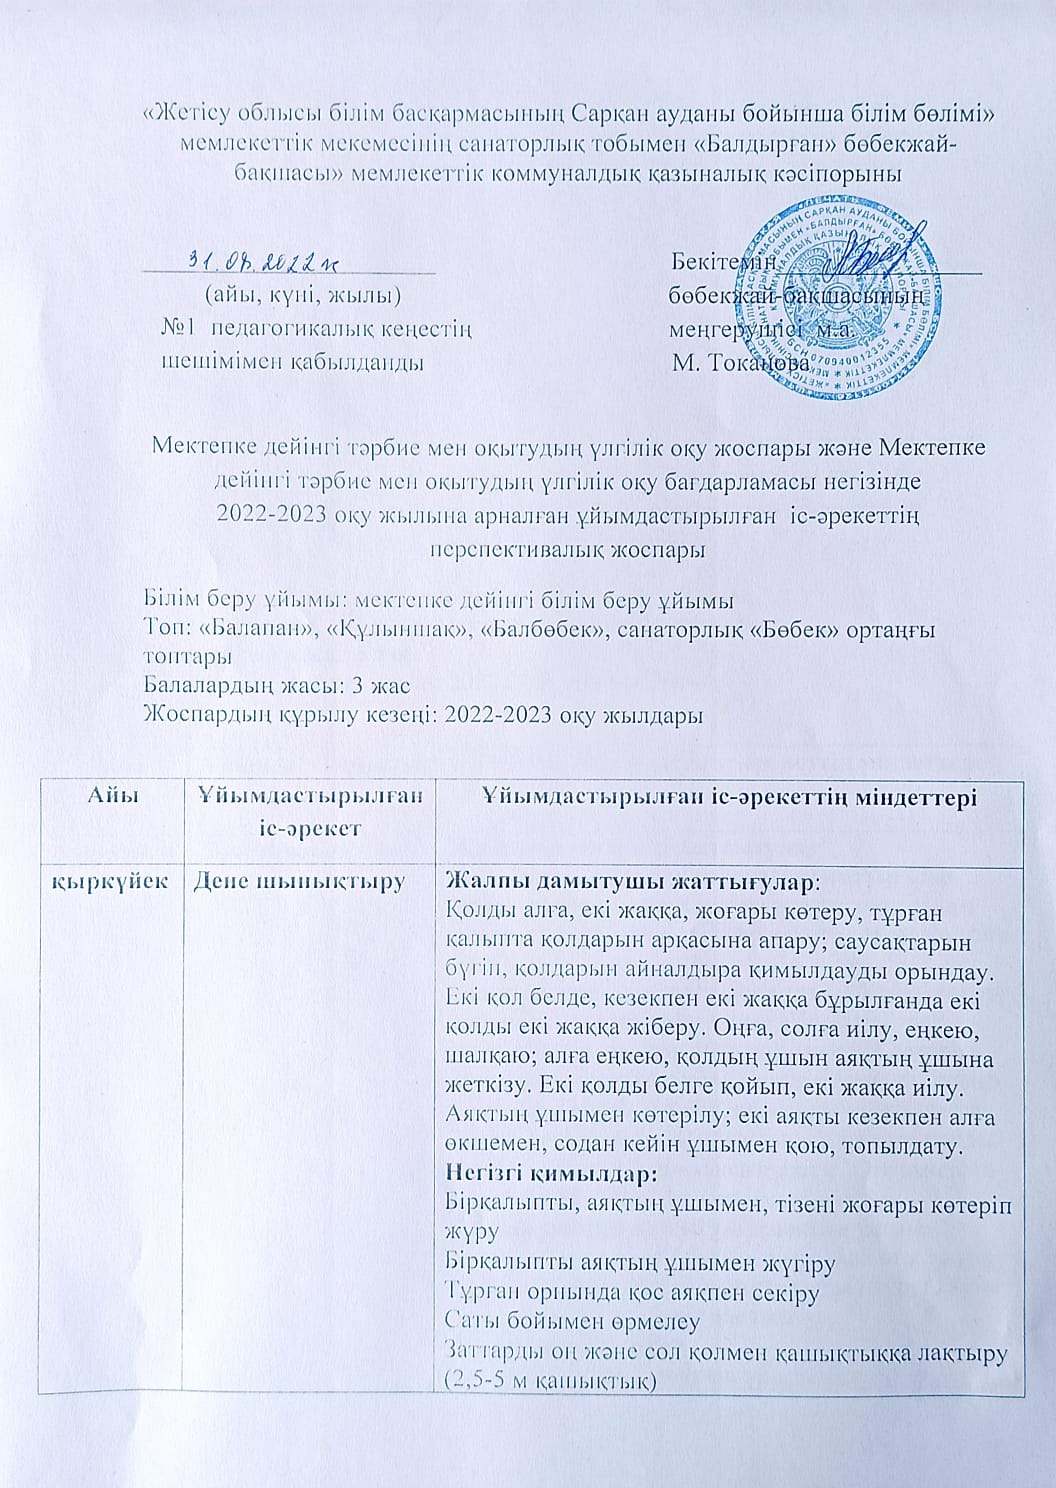 «Жетісу облысы білім басқармасының Сарқан ауданы бойынша білім бөлімі»
мемлекеттік мекемесінің санаторлық тобымен «Балдырған» бөбекжай-
бақшасы» мемлекеттік коммуналдық қазыналық кәсіпорыны
31.08.2022ж
Бекітемін
(айы, күні, жылы)
бөбекжай-бақшасының
№1 педагогикалық кеңестің
меңгерушісі м.а.
шешімімен қабылданды
М. Токанова
БСН 070940012355
Мектепке дейінгі тәрбие мен оқытудың үлгілік оқу жоспары және Мектепке
дейінгі тәрбие мен оқытудың үлгілік оқу бағдарламасы негізінде
2022-2023 оқу жылына арналған ұйымдастырылған іс-әрекеттің
перспективалық жоспары
Білім беру ұйымы: мектепке дейінгі білім беру ұйымы
Топ: «Балапан», «Құлыншақ», «Балбөбек», санаторлық «Бөбек» ортаңғы
топтары
Балалардың жасы: 3 жас
Жоспардың құрылу кезеңі: 2022-2023 оқу жылдары
Айы
Ұйымдастырылған
іс-әрекет
Ұйымдастырылған іс-әрекеттің міндеттері
қыркүйек
Дене шынықтыру
Жалпы дамытушы жаттығулар:
Қолды алға, екі жаққа, жоғары көтеру, тұрған
қалыпта қолдарын арқасына апару; саусақтарын
бүгіп, қолдарын айналдыра қимылдауды орындау.
Екі қол белде, кезекпен екі жаққа бұрылғанда екі
қолды екі жаққа жіберу. Оңға, солға иілу, еңкею,
шалқаю; алға еңкею, қолдың ұшын аяқтың ұшына
жеткізу. Екі қолды белге қойып, екі жаққа иілу.
Аяқтың ұшымен көтерілу; екі аяқты кезекпен алға
өкшемен, содан кейін ұшымен қою, топылдату.
Негізгі қимылдар:
Бірқалыпты, аяқтың ұшымен, тізені жоғары көтеріп
жүру
Бірқалыпты аяқтың ұшымен жүгіру
Тұрған орнында қос аяқпен секіру
Саты бойымен өрмелеу
Заттарды оң және сол қолмен қашықтыққа лақтыру
(2,5-5 м қашықтық)